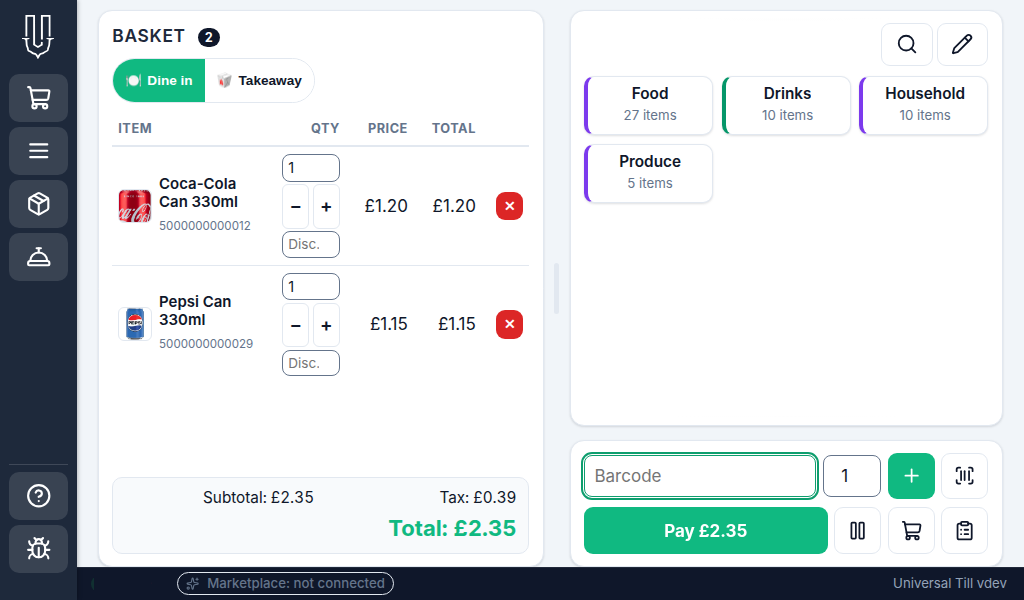 BASKET 2
Dine in
Takeaway
ITEM QTY PRICE TOTAL
Coca-Cola
Can 330ml
5000000000012
1
− +
Disc.
£1.20 £1.20
Pepsi Can
330ml
5000000000029
1
− +
Disc.
£1.15 £1.15
Subtotal: £2.35 Tax: £0.39
Total: £2.35
Food
27 items
Drinks
10 items
Household
10 items
Produce
5 items
Barcode 1 +
Pay £2.35
Marketplace: not connected
Universal Till vdev